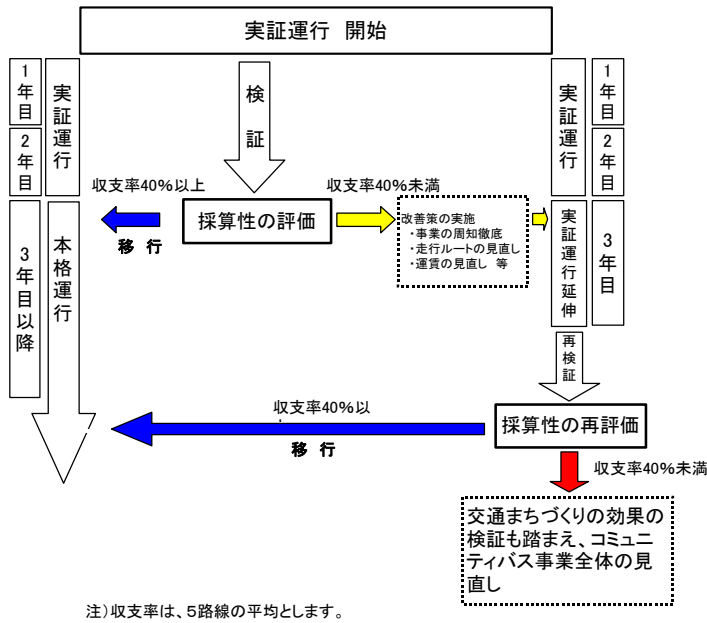 実証運行 開始
1年目
2年目
3年目以降
実証運行
本格運行
検証
実証運行
実証運行延伸
1年目
2年目
3年目
収支率40%以上
収支率40%未満
採算性の評価
移 行
改善策の実施
・事業の周知徹底
・走行ルートの見直し
・運賃の見直し 等
再検証
収支率40%以
移 行
採算性の再評価
収支率40%未満
交通まちづくりの効果の
検証も踏まえ、コミュニ
ティバス事業全体の見
直し
注)収支率は、5路線の平均とします。